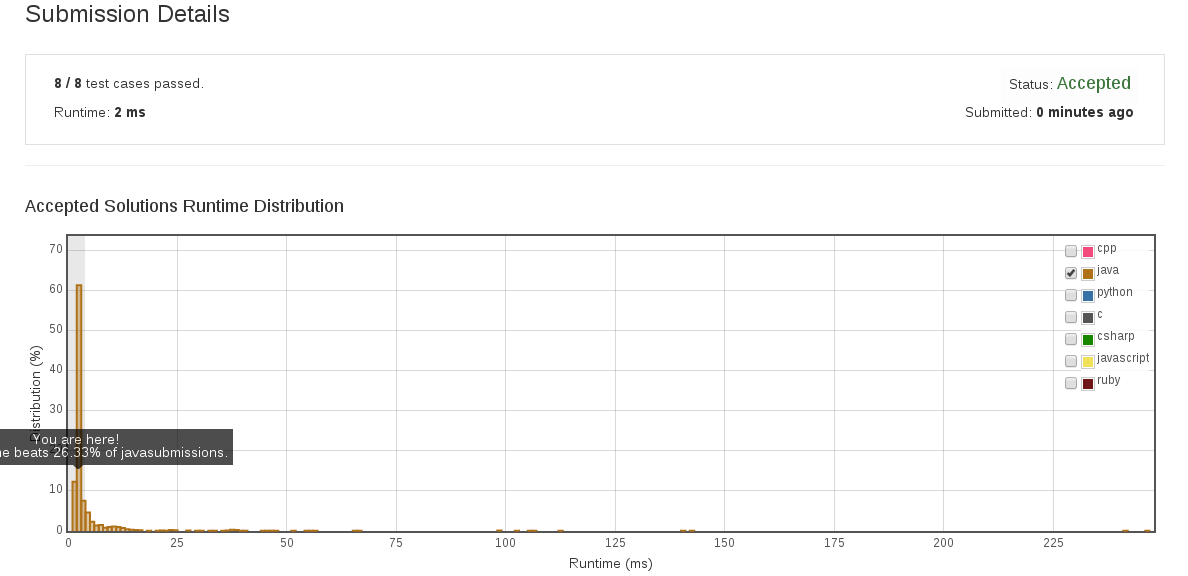 Submission Details
8 / 8 test cases passed.
Status: Accepted
Runtime: 2 ms
Submitted: 0 minutes ago
Accepted Solutions Runtime Distribution
cpp
java
python
c
csharp
javascript
ruby
70
60
50
40
30
10
0
Distribution (%)
You are here!
beats 26.33% of javasubmissions.
0 25 50 75 100 125 150 175 200 225
Runtime (ms)